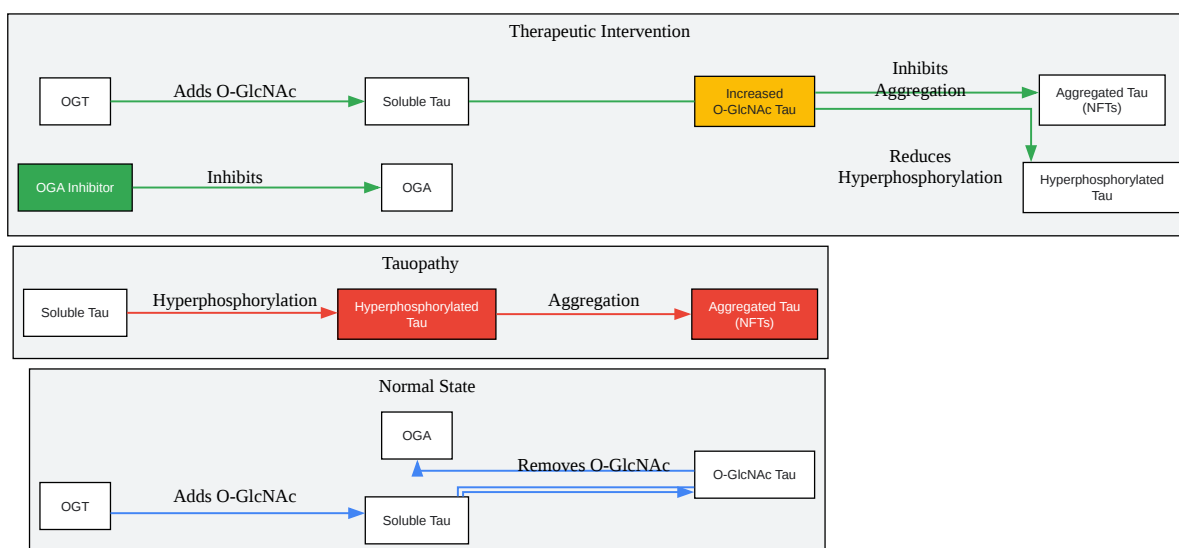 Therapeutic Intervention
OGT
Adds O-GlcNAc
Soluble Tau
Increased
O-GlcNAc Tau
Inhibits
Aggregation
Aggregated Tau
(NFTs)
OGA Inhibitor
Inhibits
OGA
Reduces
Hyperphosphorylation
Hyperphosphorylated
Tau
Tauopathy
Soluble Tau
Hyperphosphorylation
Hyperphosphorylated
Tau
Aggregation
Aggregated Tau
(NFTs)
Normal State
OGA
Removes O-GlcNAc
O-GlcNAc Tau
OGT
Adds O-GlcNAc
Soluble Tau